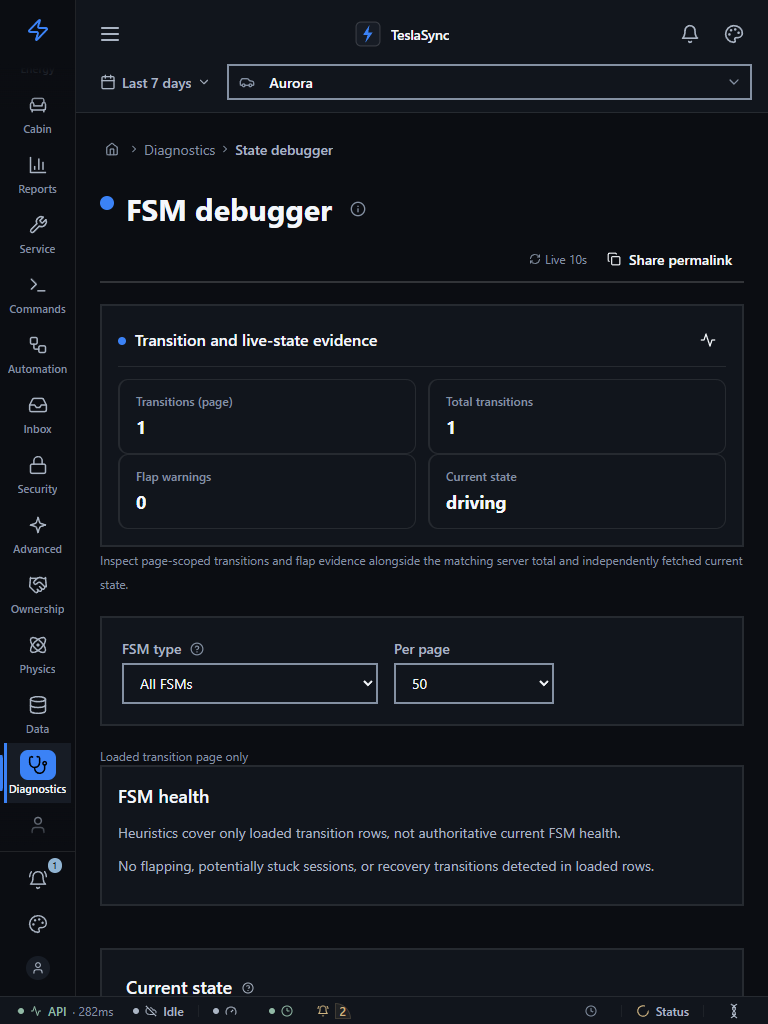 TeslaSync
Last 7 days
Aurora
Energy
Cabin
Reports
Service
Commands
Automation
Inbox
Security
Advanced
Ownership
Physics
Data
Diagnostics
1
Diagnostics
State debugger
FSM debugger
Live 10s
Share permalink
Transition and live-state evidence
Transitions (page)
1
Total transitions
1
Flap warnings
0
Current state
driving
Inspect page-scoped transitions and flap evidence alongside the matching server total and independently fetched current
state.
FSM type
Per page
All FSMs
50
Loaded transition page only
FSM health
Heuristics cover only loaded transition rows, not authoritative current FSM health.
No flapping, potentially stuck sessions, or recovery transitions detected in loaded rows.
Current state
API · 282ms
Idle
2
Status